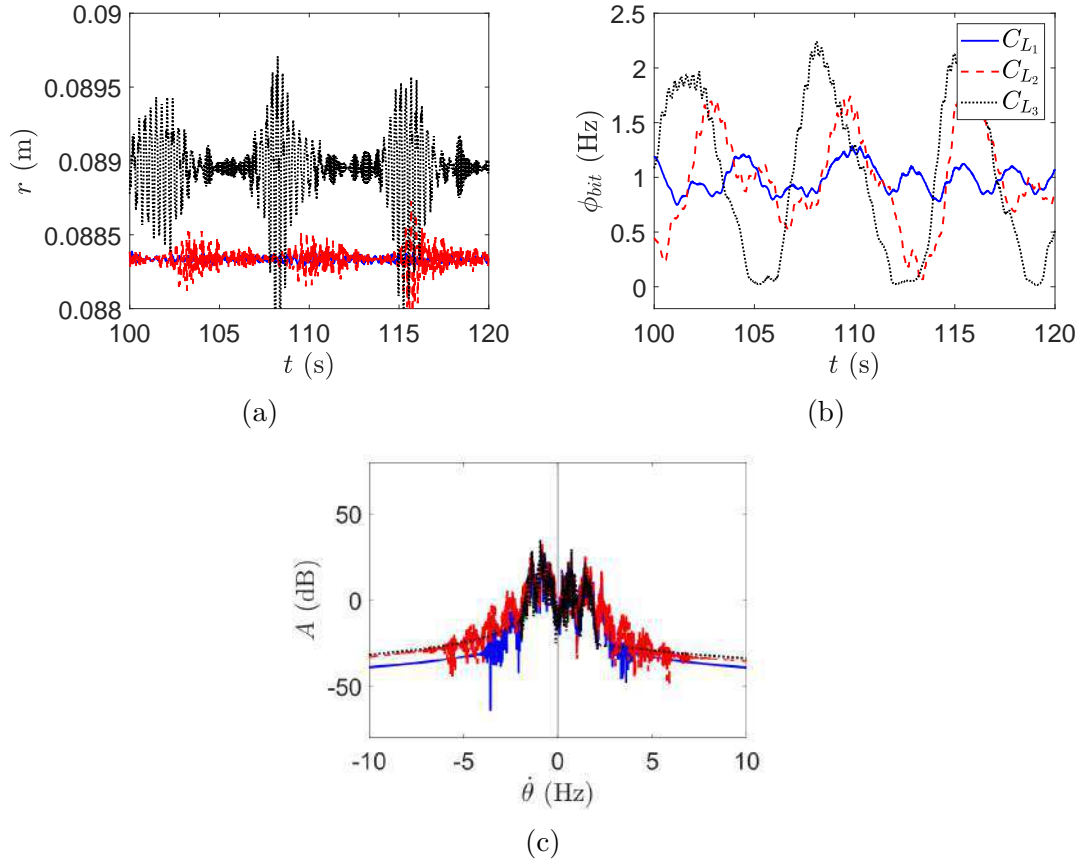 0.09
0.0895
0.089
0.0885
0.088
r (m)
100 105 110 115 120
t (s)
(a)
2.5
2
1.5
1
0.5
0
ϕ_bit (Hz)
C_{L_1}
C_{L_2}
C_{L_3}
100 105 110 115 120
t (s)
(b)
50
0
-50
A (dB)
-10 -5 0 5 10
θ̇ (Hz)
(c)